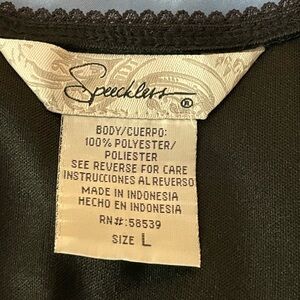 Speechless ®
BODY/CUERPO:
100% POLYESTER/
POLIESTER
SEE REVERSE FOR CARE
INSTRUCCIONES AL REVERSO
MADE IN INDONESIA
HECHO EN INDONESIA
RN#:58539
SIZE L